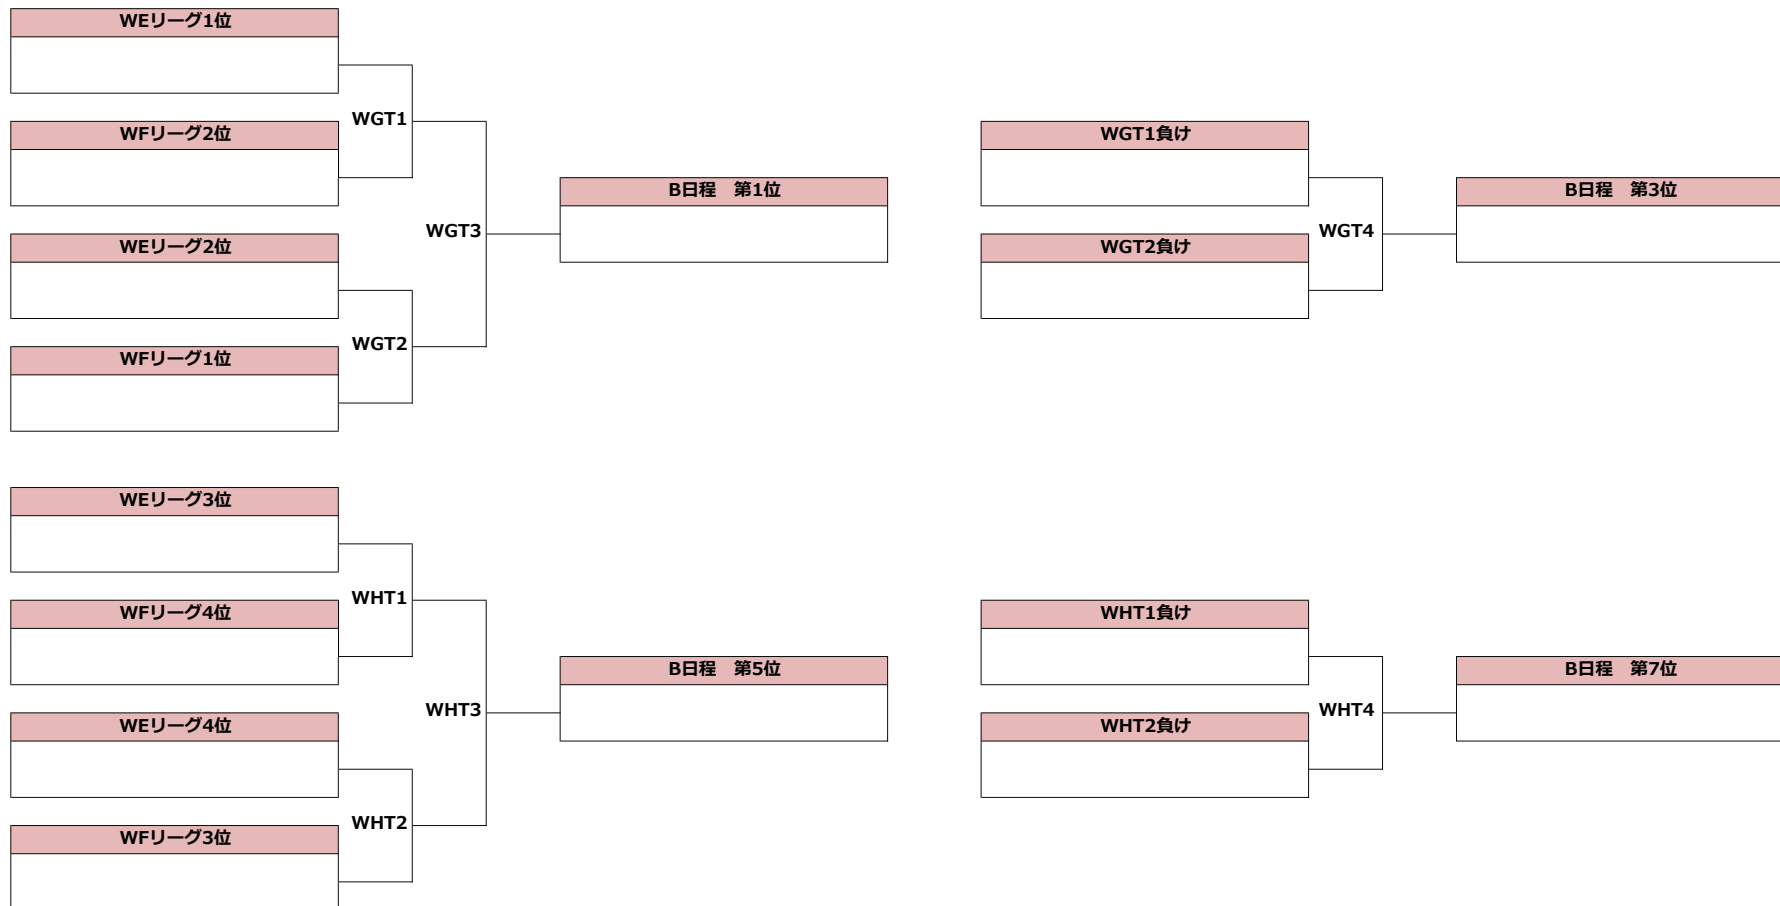 WEリーグ1位
WGT1
WFリーグ2位
WGT1負け
B日程　第1位
B日程　第3位
WGT3
WGT4
WEリーグ2位
WGT2負け
WGT2
WFリーグ1位
WEリーグ3位
WHT1
WFリーグ4位
WHT1負け
B日程　第5位
B日程　第7位
WHT3
WHT4
WEリーグ4位
WHT2負け
WHT2
WFリーグ3位